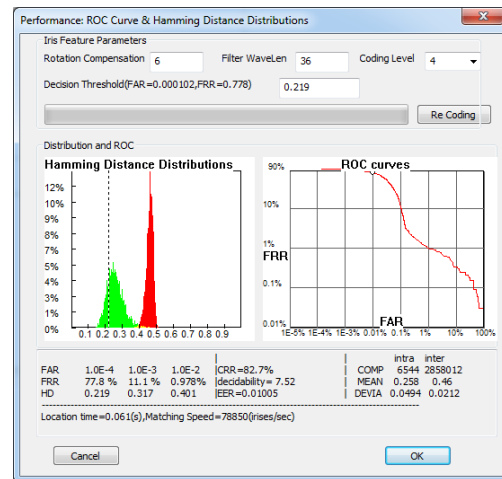 Performance: ROC Curve & Hamming Distance Distributions
Iris Feature Parameters
Rotation Compensation 6 Filter WaveLen 36 Coding Level 4
Decision Threshold(FAR=0.000102,FRR=0.778) 0.219
Re Coding
Distribution and ROC
Hamming Distance Distributions
12%
10%
9%
8%
7%
5%
4%
3%
1%
0%
0.1 0.2 0.3 0.4 0.5 0.6 0.7 0.8 0.9
ROC curves
90%
10%
1%
FRR
0.1%
0.01%
FAR
1E-5% 1E-4% 1E-3% 0.01% 0.1% 1% 10% 100%
| | intra inter
FAR 1.0E-4 1.0E-3 1.0E-2 |CRR=82.7% | COMP 6544 2858012
FRR 77.8 % 11.1 % 0.978% |decidability= 7.52 | MEAN 0.258 0.46
HD 0.219 0.317 0.401 |EER=0.01005 | DEVIA 0.0494 0.0212
Location time=0.061(s),Matching Speed=78850(rises/sec)
Cancel OK